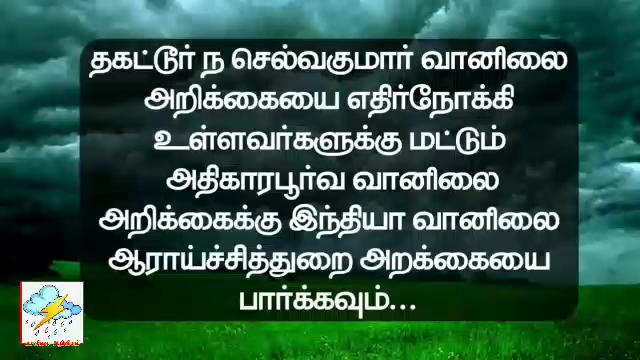 தகட்டூர் ந செல்வகுமார் வானிலை
அறிக்கையை எதிர்நோக்கி
உள்ளவர்களுக்கு மட்டும்
அதிகாரபூர்வ வானிலை
அறிக்கைக்கு இந்தியா வானிலை
ஆராய்ச்சித்துறை அறக்கையை
பார்க்கவும்...